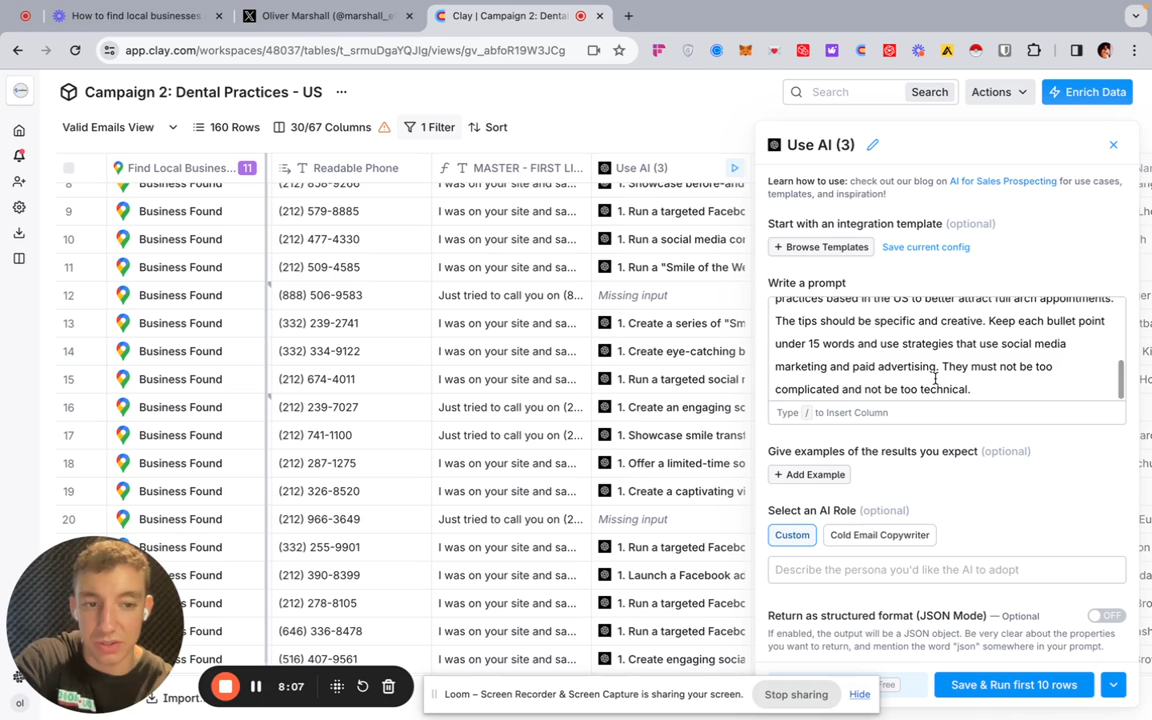 How to find local businesses
Oliver Marshall (@marshall_e
Clay | Campaign 2: Dental
app.clay.com/workspaces/48037/tables/t_srmuDgaYQJIg/views/gv_abfoR19W3JCg
Campaign 2: Dental Practices - US
Search
Search
Actions
Enrich Data
Valid Emails View
160 Rows
30/67 Columns
1 Filter
Sort
Find Local Busines... 11
Readable Phone
MASTER - FIRST LI...
Use AI (3)
8 Business Found (212) 858-9266 I was on your site and sa... 1. Showcase before-and
9 Business Found (212) 579-8885 I was on your site and sa... 1. Run a targeted Facebo
10 Business Found (212) 477-4330 I was on your site and sa... 1. Run a social media co
11 Business Found (212) 509-4585 I was on your site and sa... 1. Run a "Smile of the We
12 Business Found (888) 506-9583 Just tried to call you on (8... Missing input
13 Business Found (332) 239-2741 I was on your site and sa... 1. Create a series of "Sm
14 Business Found (332) 334-9122 I was on your site and sa... 1. Create eye-catching b
15 Business Found (212) 674-4011 I was on your site and sa... 1. Run a targeted social
16 Business Found (212) 239-7027 I was on your site and sa... 1. Create an engaging so
17 Business Found (212) 741-1100 I was on your site and sa... 1. Showcase smile transf
18 Business Found (212) 287-1275 I was on your site and sa... 1. Offer a limited-time so
19 Business Found (212) 326-8520 I was on your site and sa... 1. Create a captivating vi
20 Business Found (212) 966-3649 Just tried to call you on (2... Missing input
Business Found (332) 255-9901 I was on your site and sa... 1. Run a targeted Facebo
ess Found (212) 390-8399 I was on your site and sa... 1. Launch a Facebook ad
ess Found (212) 278-8105 I was on your site and sa... 1. Run a targeted Facebo
ess Found (646) 336-8478 I was on your site and sa... 1. Run a targeted Facebo
ess Found (516) 407-9561 I was on your site and sa... 1. Create engaging social
ol
Import
8:07
Loom – Screen Recorder & Screen Capture is sharing your screen.
Stop sharing
Hide
Use AI (3)
Learn how to use: check out our blog on AI for Sales Prospecting for use cases,
templates, and inspiration!
Start with an integration template (optional)
+ Browse Templates
Save current config
Write a prompt
practices based in the US to better attract full arch appointments.
The tips should be specific and creative. Keep each bullet point
under 15 words and use strategies that use social media
marketing and paid advertising. They must not be too
complicated and not be too technical.
Type / to Insert Column
Give examples of the results you expect (optional)
+ Add Example
Select an AI Role (optional)
Custom
Cold Email Copywriter
Describe the persona you'd like the AI to adopt
Return as structured format (JSON Mode) — Optional
OFF
If enabled, the output will be a JSON object. Be very clear about the properties
you want to return, and mention the word "json" somewhere in your prompt.
Free
Save & Run first 10 rows